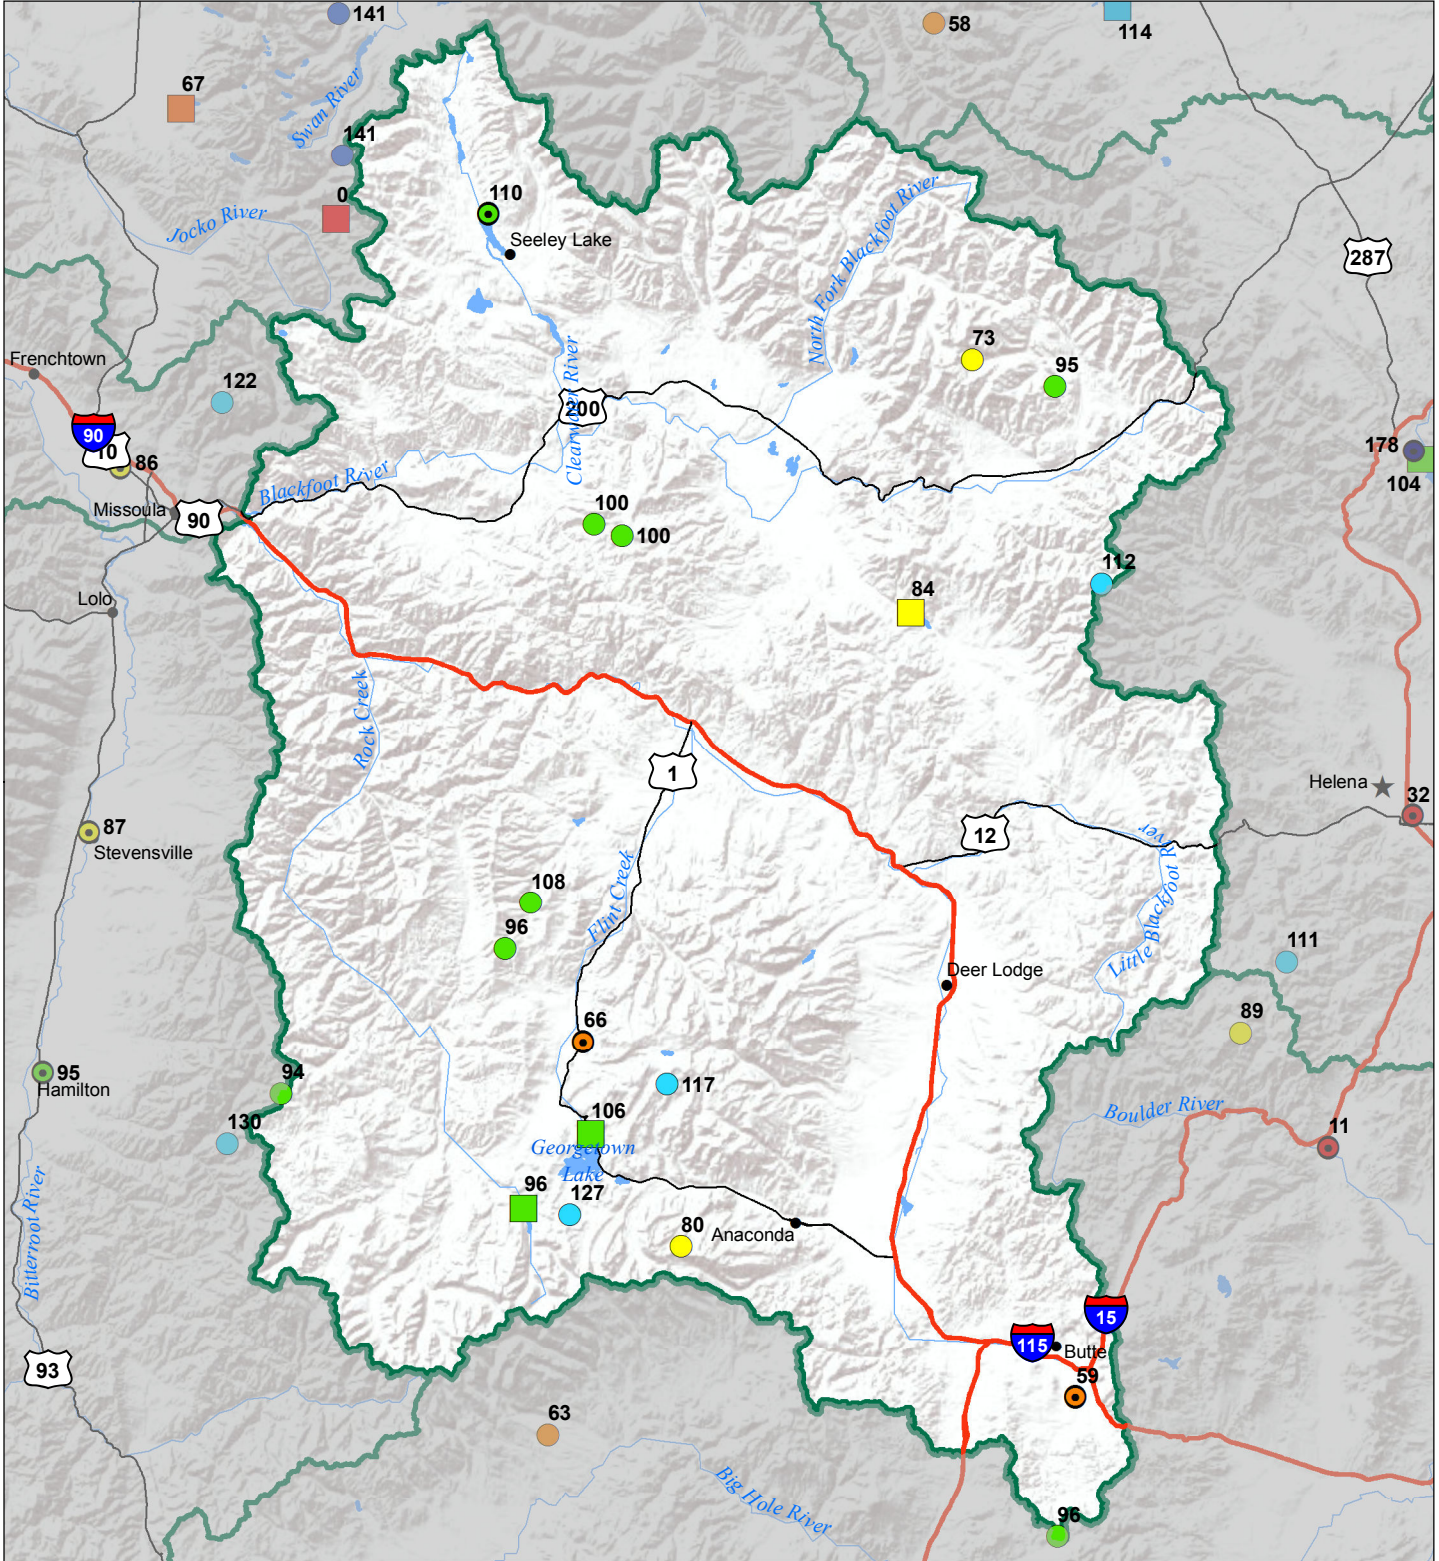 141
58
114
67
Swan River
141
0
Jocko River
110
Seeley Lake
North Fork Blackfoot River
287
73
95
Frenchtown
122
Clearwater River
200
90
10
86
178
104
Blackfoot River
Missoula
90
100
100
112
84
Lolo
Rock Creek
1
Helena
32
12
87
Stevensville
Flint Creek
Little Blackfoot River
108
96
111
Deer Lodge
89
66
95
Hamilton
94
117
Boulder River
130
106
11
Georgetown
Lake
Bitterroot River
96
127
80
Anaconda
15
115
Butte
93
59
63
Big Hole River
96